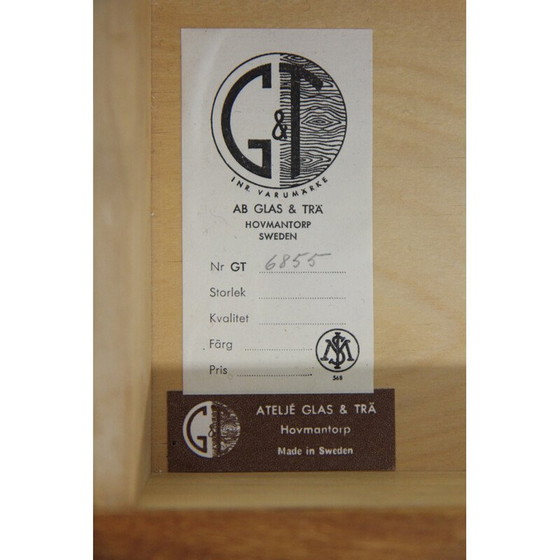 G&T
INR. VARUMÄRKE
AB GLAS & TRÄ
HOVMANTORP
SWEDEN
Nr GT 6855
Storlek
Kvalitet
Färg
Pris
G&T
ATELJÉ GLAS & TRÄ
Hovmantorp
Made in Sweden